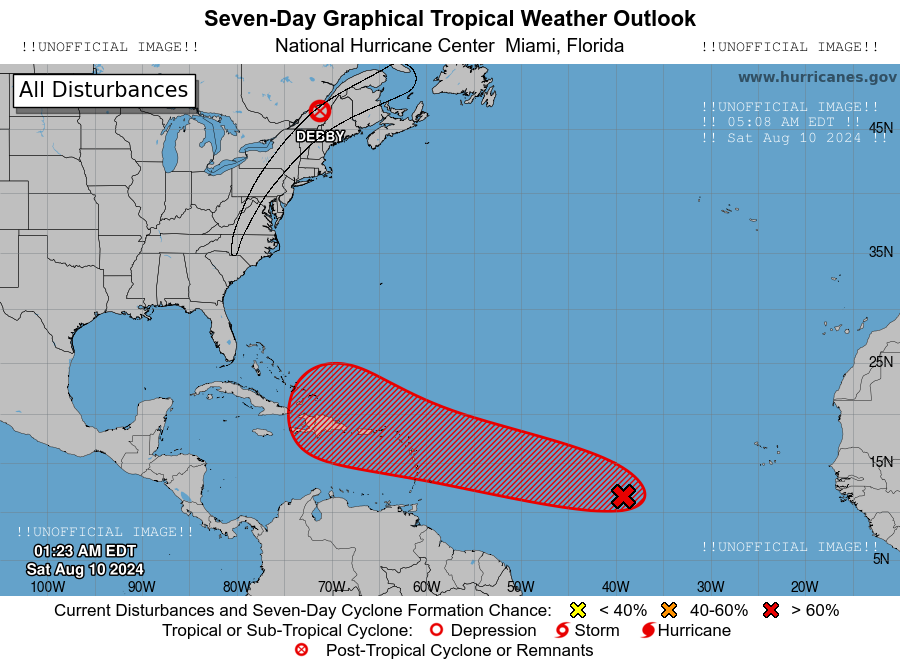 Seven-Day Graphical Tropical Weather Outlook
!!UNOFFICIAL IMAGE!! National Hurricane Center Miami, Florida !!UNOFFICIAL IMAGE!!
All Disturbances
www.hurricanes.gov
!!UNOFFICIAL IMAGE!!
!! 05:08 AM EDT !!
!! Sat Aug 10 2024 !!
DEBBY
45N
35N
25N
15N
!!UNOFFICIAL IMAGE!!
01:23 AM EDT
Sat Aug 10 2024
!!UNOFFICIAL IMAGE!!
5N
100W 90W 80W 70W 60W 50W 40W 30W 20W
Current Disturbances and Seven-Day Cyclone Formation Chance: < 40% 40-60% > 60%
Tropical or Sub-Tropical Cyclone: Depression Storm Hurricane
Post-Tropical Cyclone or Remnants